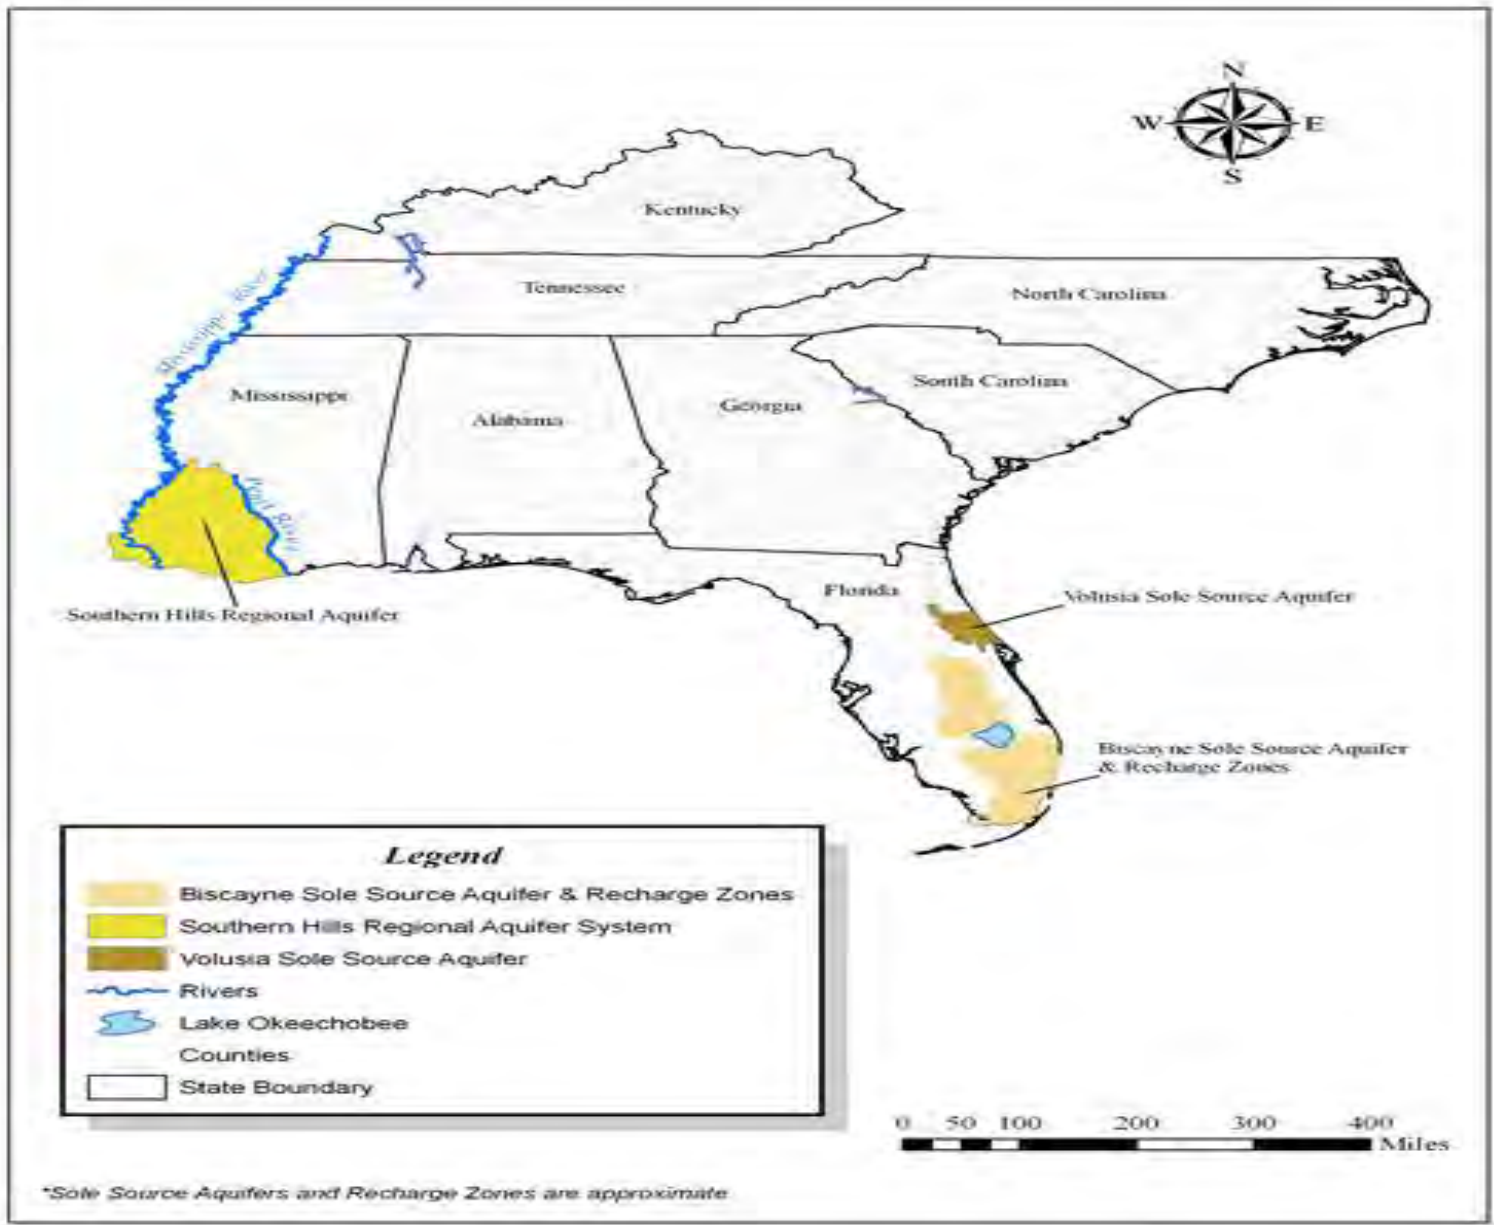 N
W E
S
Kentucky
Tennessee
North Carolina
Mississippi River
Mississippi
Alabama
Georgia
South Carolina
Pearl River
Southern Hills Regional Aquifer
Florida
Volusia Sole Source Aquifer
Biscayne Sole Source Aquifer
& Recharge Zones
Legend
Biscayne Sole Source Aquifer & Recharge Zones
Southern Hills Regional Aquifer System
Volusia Sole Source Aquifer
Rivers
Lake Okeechobee
Counties
State Boundary
0 50 100 200 300 400
Miles
*Sole Source Aquifers and Recharge Zones are approximate